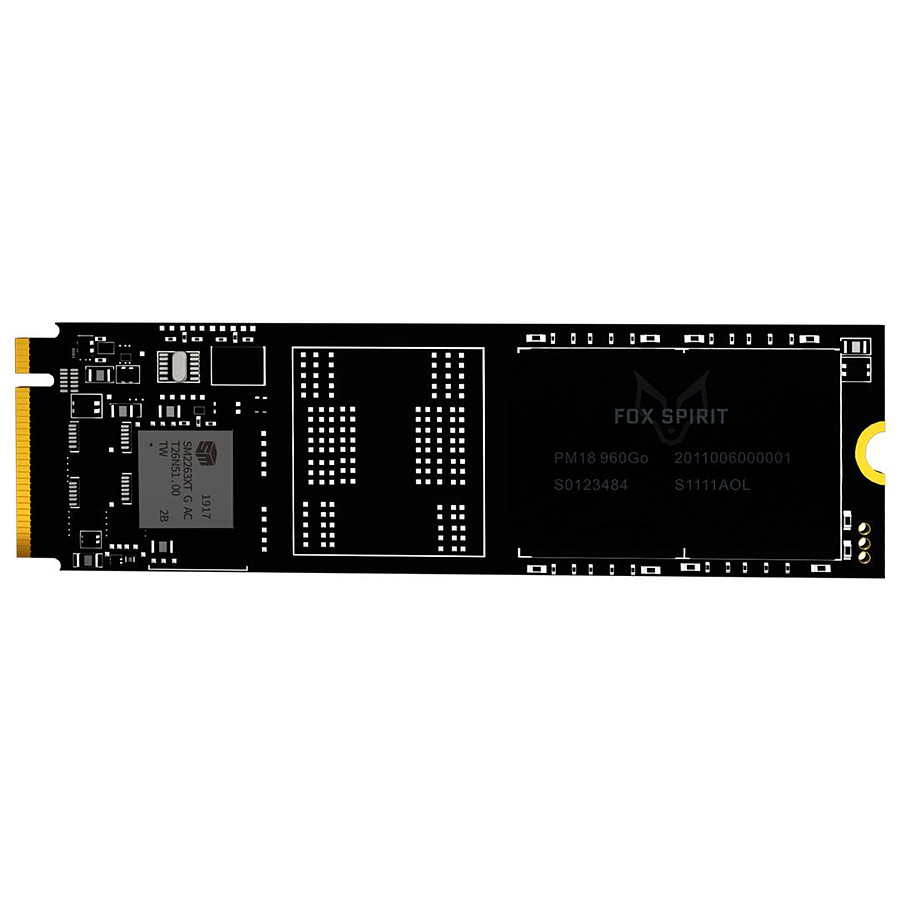 SM2263XT G AC
T26N51.00
TW
1917
2B
FOX SPIRIT
PM18 960Go 2011006000001
S0123484 S1111AOL